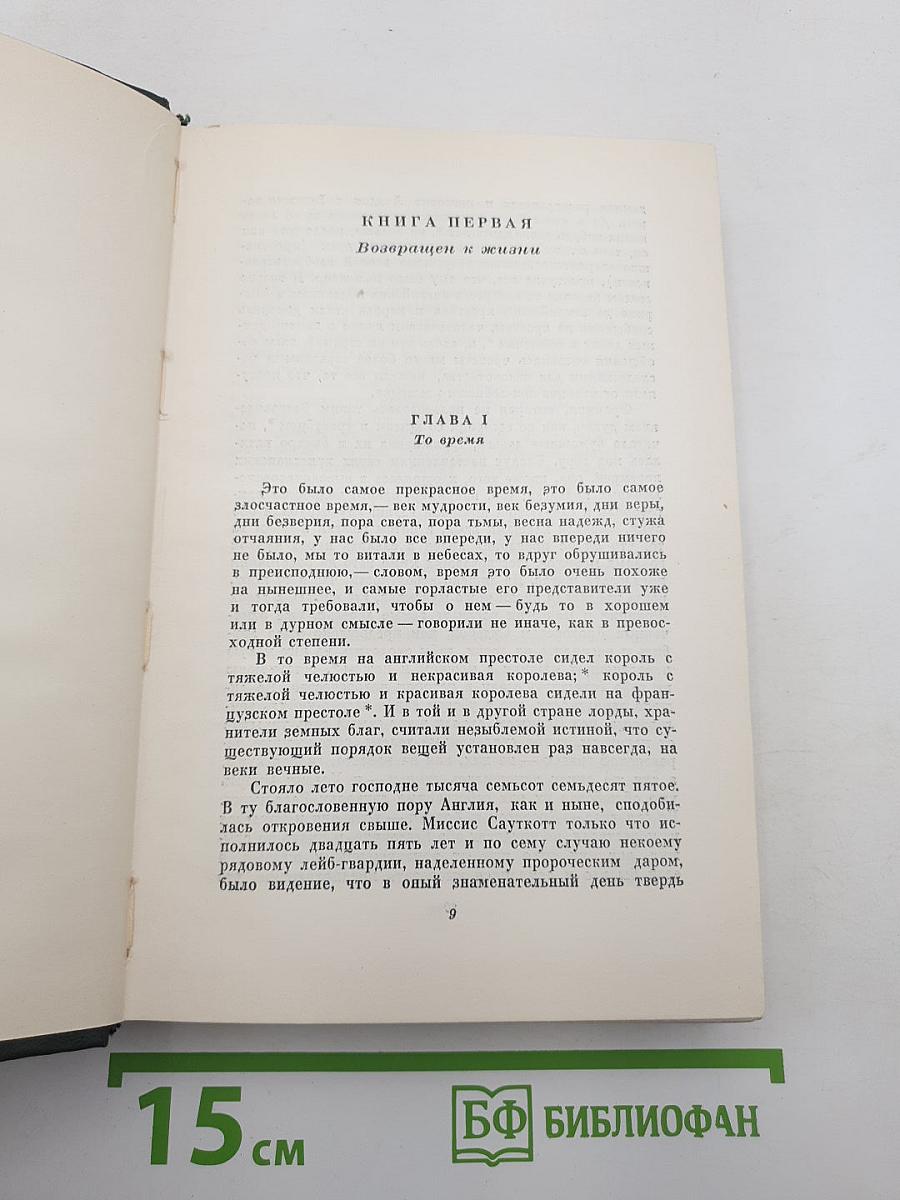 КНИГА ПЕРВАЯ
Возвращен к жизни
ГЛАВА I
То время
Это было самое прекрасное время, это было самое
злосчастное время,— век мудрости, век безумия, дни веры,
дни безверия, пора света, пора тьмы, весна надежд, стужа
отчаяния, у нас было все впереди, у нас впереди ничего
не было, мы то витали в небесах, то вдруг обрушивались
в преисподнюю,— словом, время это было очень похоже
на нынешнее, и самые горластые его представители уже
и тогда требовали, чтобы о нем — будь то в хорошем
или в дурном смысле — говорили не иначе, как в превос-
ходной степени.
В то время на английском престоле сидел король с
тяжелой челюстью и некрасивая королева; * король с
тяжелой челюстью и красивая королева сидели на фран-
цузском престоле *. И в той и в другой стране лорды, хра-
нители земных благ, считали незыблемой истиной, что су-
ществующий порядок вещей установлен раз навсегда, на
веки вечные.
Стояло лето господне тысяча семьсот семьдесят пятое.
В ту благословенную пору Англия, как и ныне, сподоби-
лась откровения свыше. Миссис Сауткотт только что ис-
полнилось двадцать пять лет и по сему случаю некоему
рядовому лейб-гвардии, наделенному пророческим даром,
было видение, что в оный знаменательный день твердь
9
15 см
БФ БИБЛИОФАН